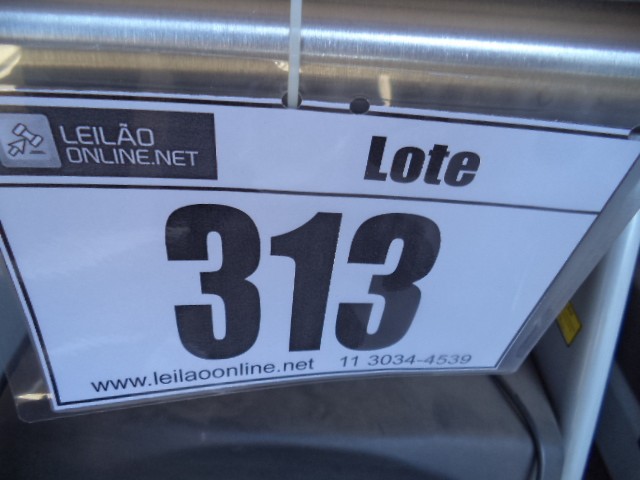 LEILÃO
ONLINE.NET
Lote
313
www.leilaoonline.net 11 3034-4539